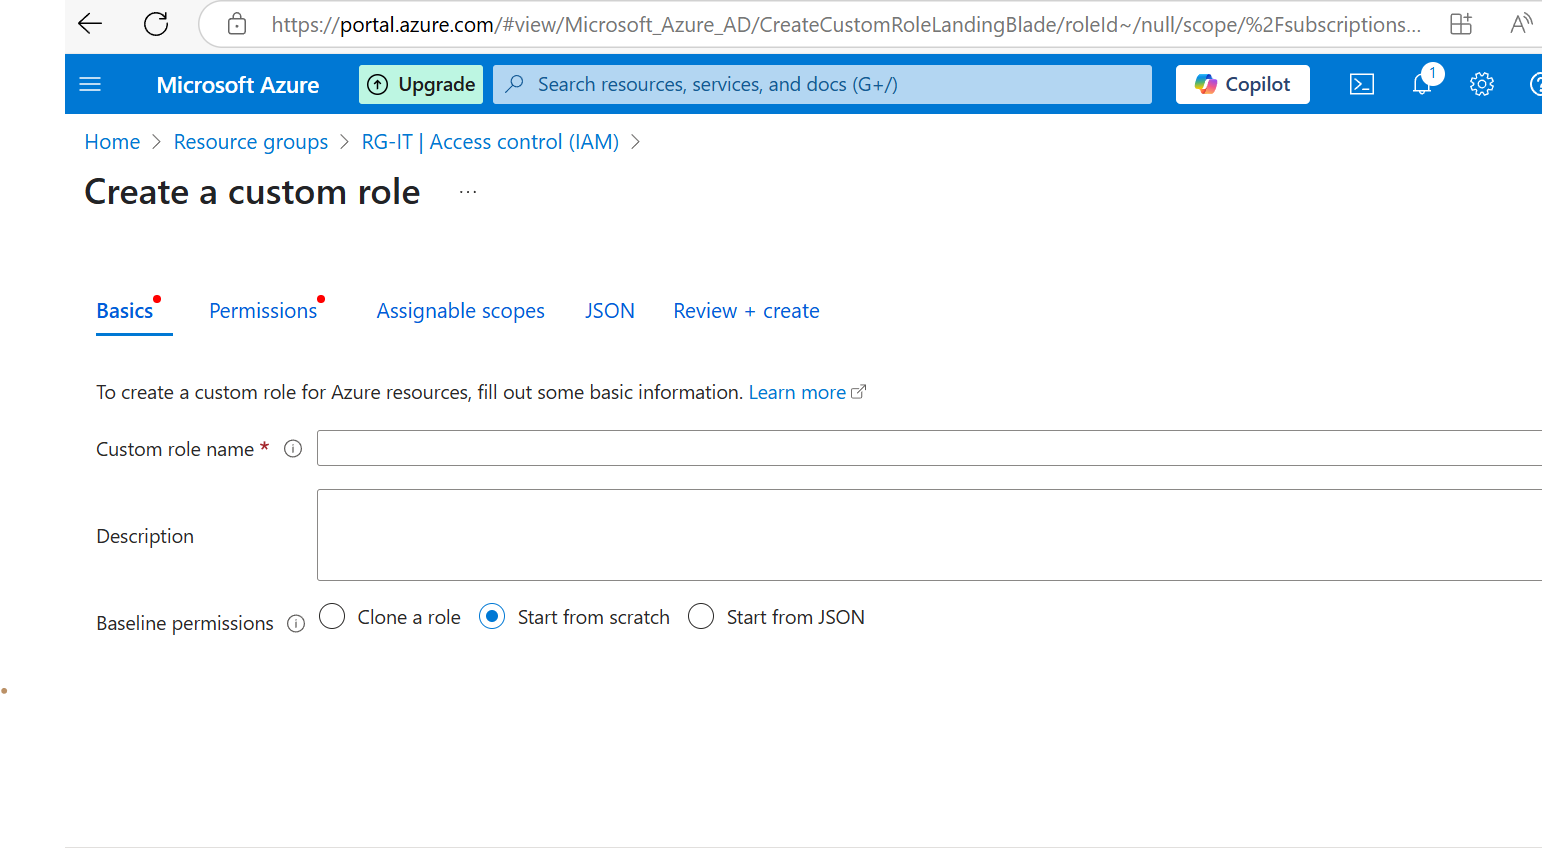 https://portal.azure.com/#view/Microsoft_Azure_AD/CreateCustomRoleLandingBlade/roleId~/null/scope/%2Fsubscriptions...
Microsoft Azure
Upgrade
Search resources, services, and docs (G+/)
Copilot
1
Home > Resource groups > RG-IT | Access control (IAM) >
Create a custom role ...
Basics Permissions Assignable scopes JSON Review + create
To create a custom role for Azure resources, fill out some basic information. Learn more
Custom role name *
Description
Baseline permissions Clone a role Start from scratch Start from JSON